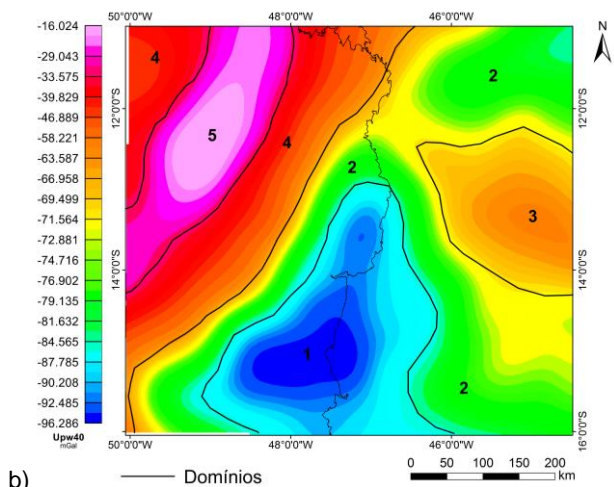 50°0'0"W 48°0'0"W 46°0'0"W
N
-16.024
-29.043
-33.575
-39.829
-46.889
-58.221
-63.587
-66.958
-69.499
-71.564
-72.881
-74.716
-76.902
-79.135
-81.632
-84.565
-87.785
-90.208
-92.485
-96.286
Upw40
mGal
4
2
12°0'0"S
12°0'0"S
5
4
2
3
14°0'0"S
14°0'0"S
1
2
16°0'0"S
50°0'0"W 48°0'0"W 46°0'0"W
b)
Domínios
0 50 100 150 200
km